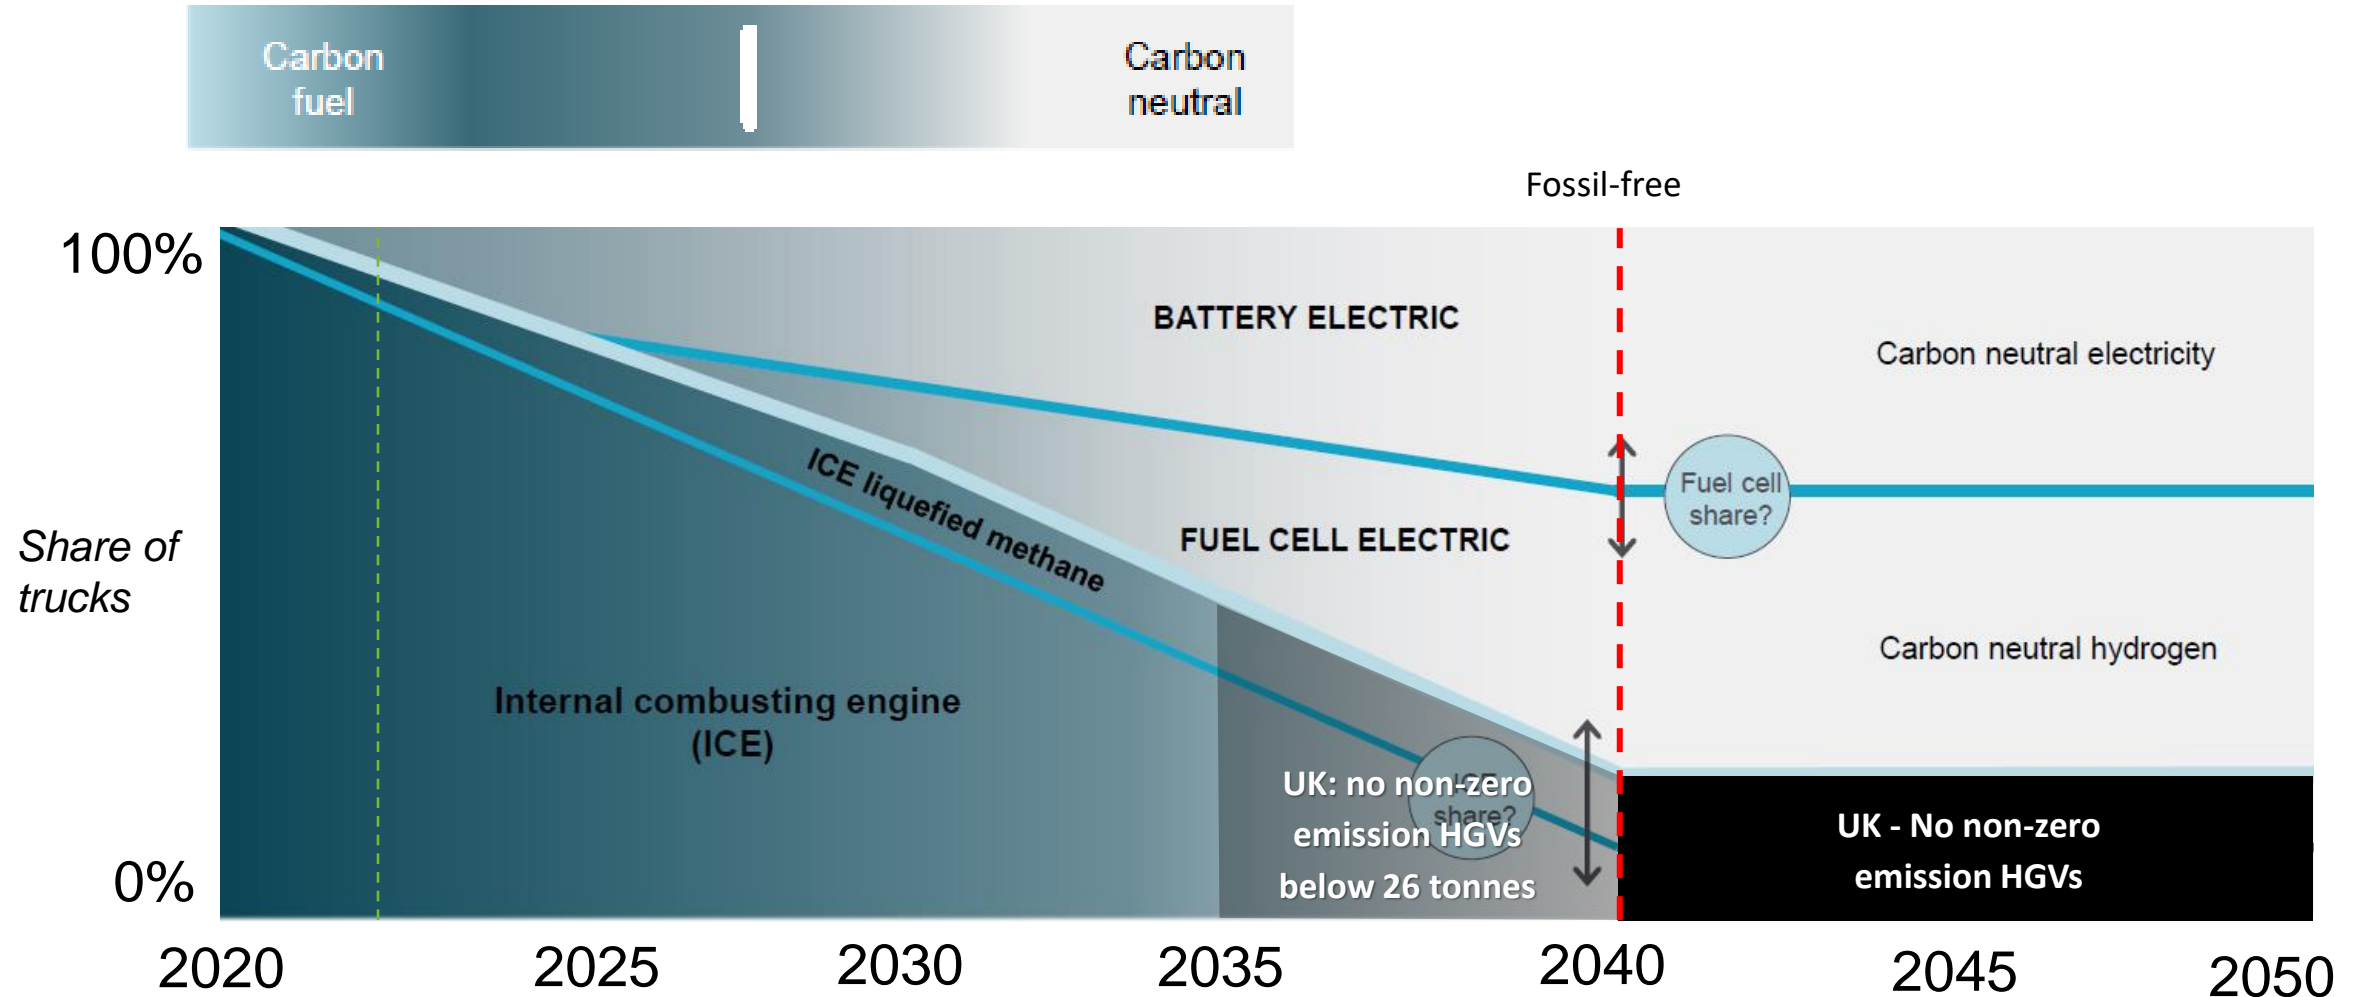 Carbon
fuel
Carbon
neutral
Fossil-free
100%
BATTERY ELECTRIC
Carbon neutral electricity
ICE liquefied methane
Fuel cell
share?
FUEL CELL ELECTRIC
Share of
trucks
Carbon neutral hydrogen
Internal combusting engine
(ICE)
ICE
share?
UK: no non-zero
emission HGVs
below 26 tonnes
UK - No non-zero
emission HGVs
0%
2020
2025
2030
2035
2040
2045
2050